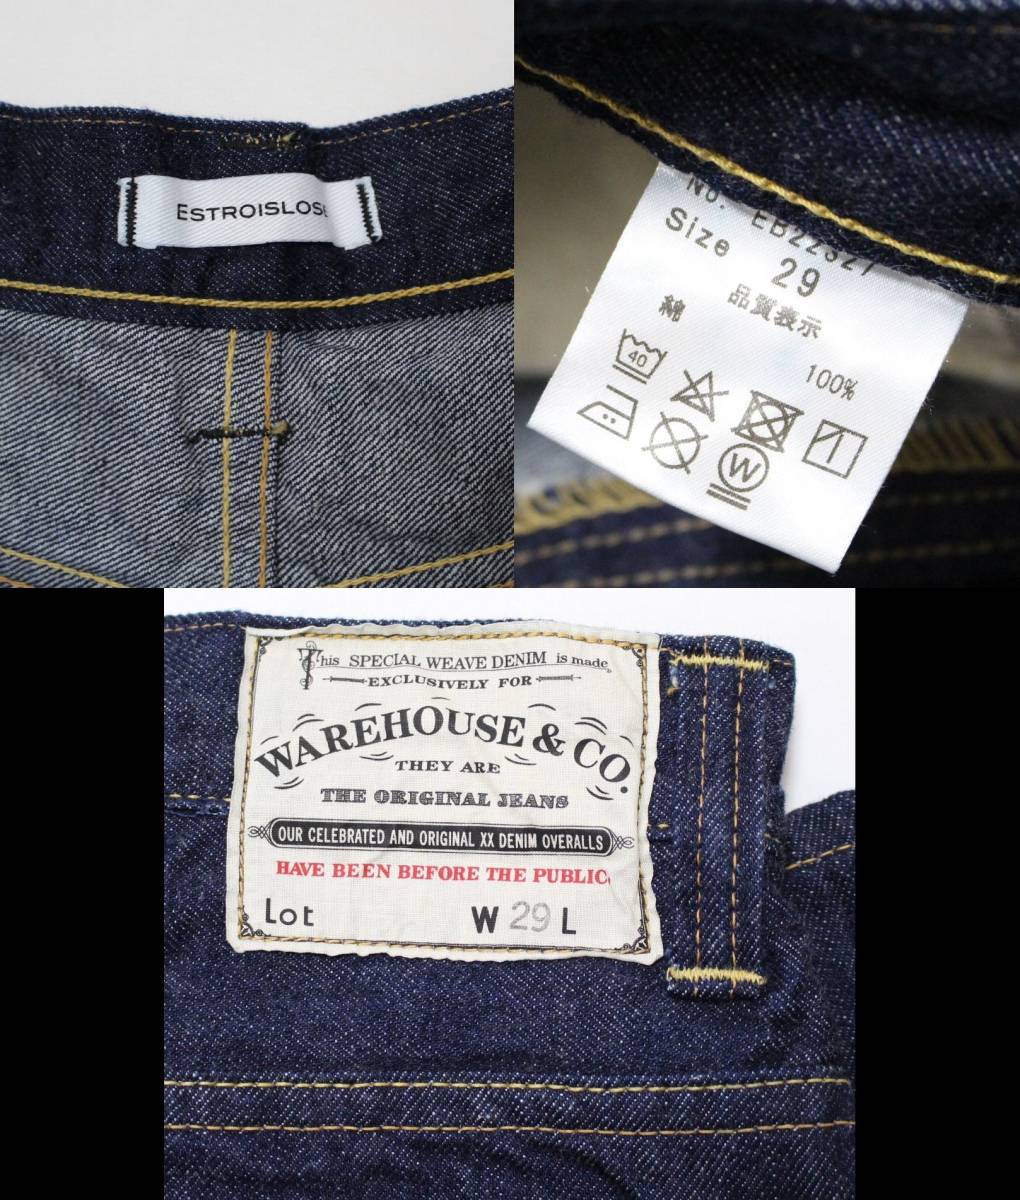 ESTROISLOSE
No. EB22S27
Size 29
品質表示
綿
100%
40
W
This SPECIAL WEAVE DENIM is made
EXCLUSIVELY FOR
WAREHOUSE & CO.
THEY ARE
THE ORIGINAL JEANS
OUR CELEBRATED AND ORIGINAL XX DENIM OVERALLS
HAVE BEEN BEFORE THE PUBLIC.
Lot W 29 L